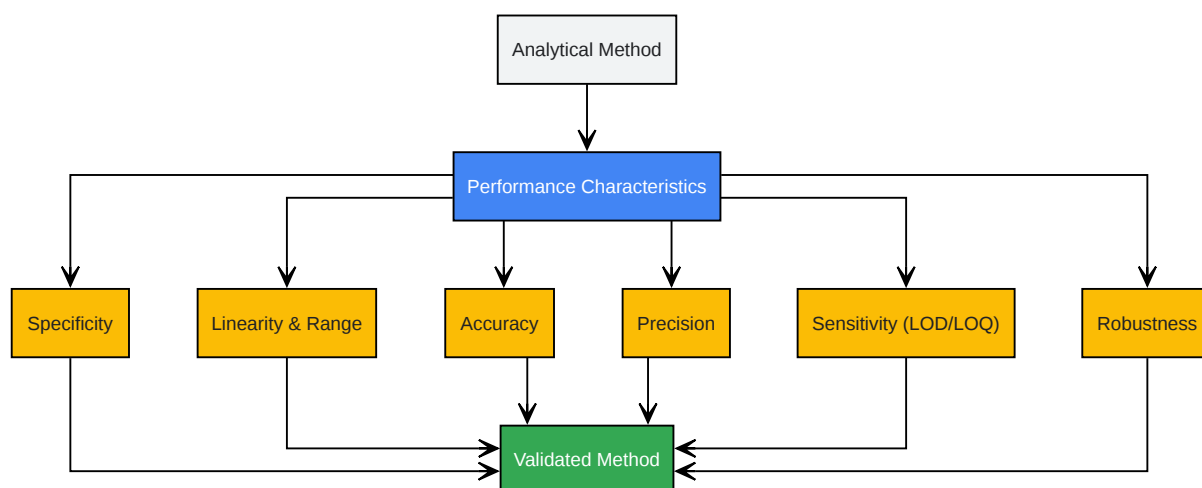 Analytical Method
Performance Characteristics
Specificity
Linearity & Range
Accuracy
Precision
Sensitivity (LOD/LOQ)
Robustness
Validated Method